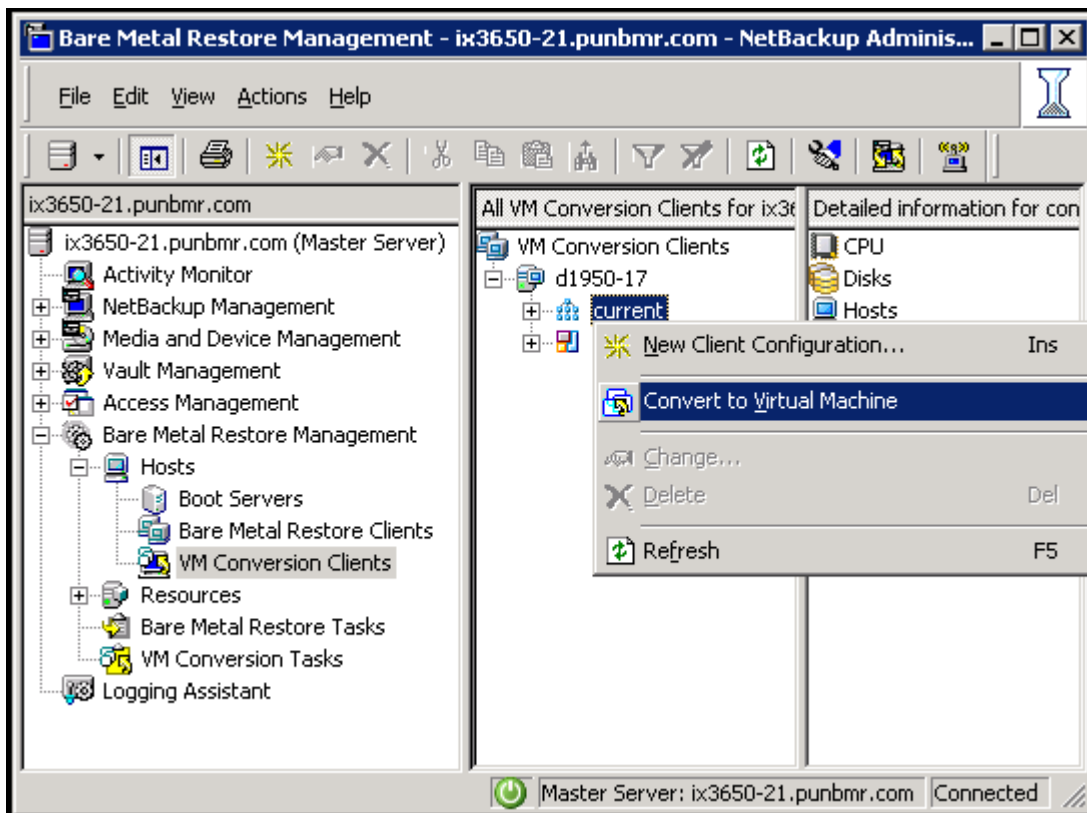 Bare Metal Restore Management - ix3650-21.punbmr.com - NetBackup Adminis...
File Edit View Actions Help
ix3650-21.punbmr.com
ix3650-21.punbmr.com (Master Server)
Activity Monitor
NetBackup Management
Media and Device Management
Vault Management
Access Management
Bare Metal Restore Management
Hosts
Boot Servers
Bare Metal Restore Clients
VM Conversion Clients
Resources
Bare Metal Restore Tasks
VM Conversion Tasks
Logging Assistant
All VM Conversion Clients for ix36
VM Conversion Clients
d1950-17
current
Detailed information for con
CPU
Disks
Hosts
New Client Configuration... Ins
Convert to Virtual Machine
Change...
Delete Del
Refresh F5
Master Server: ix3650-21.punbmr.com Connected